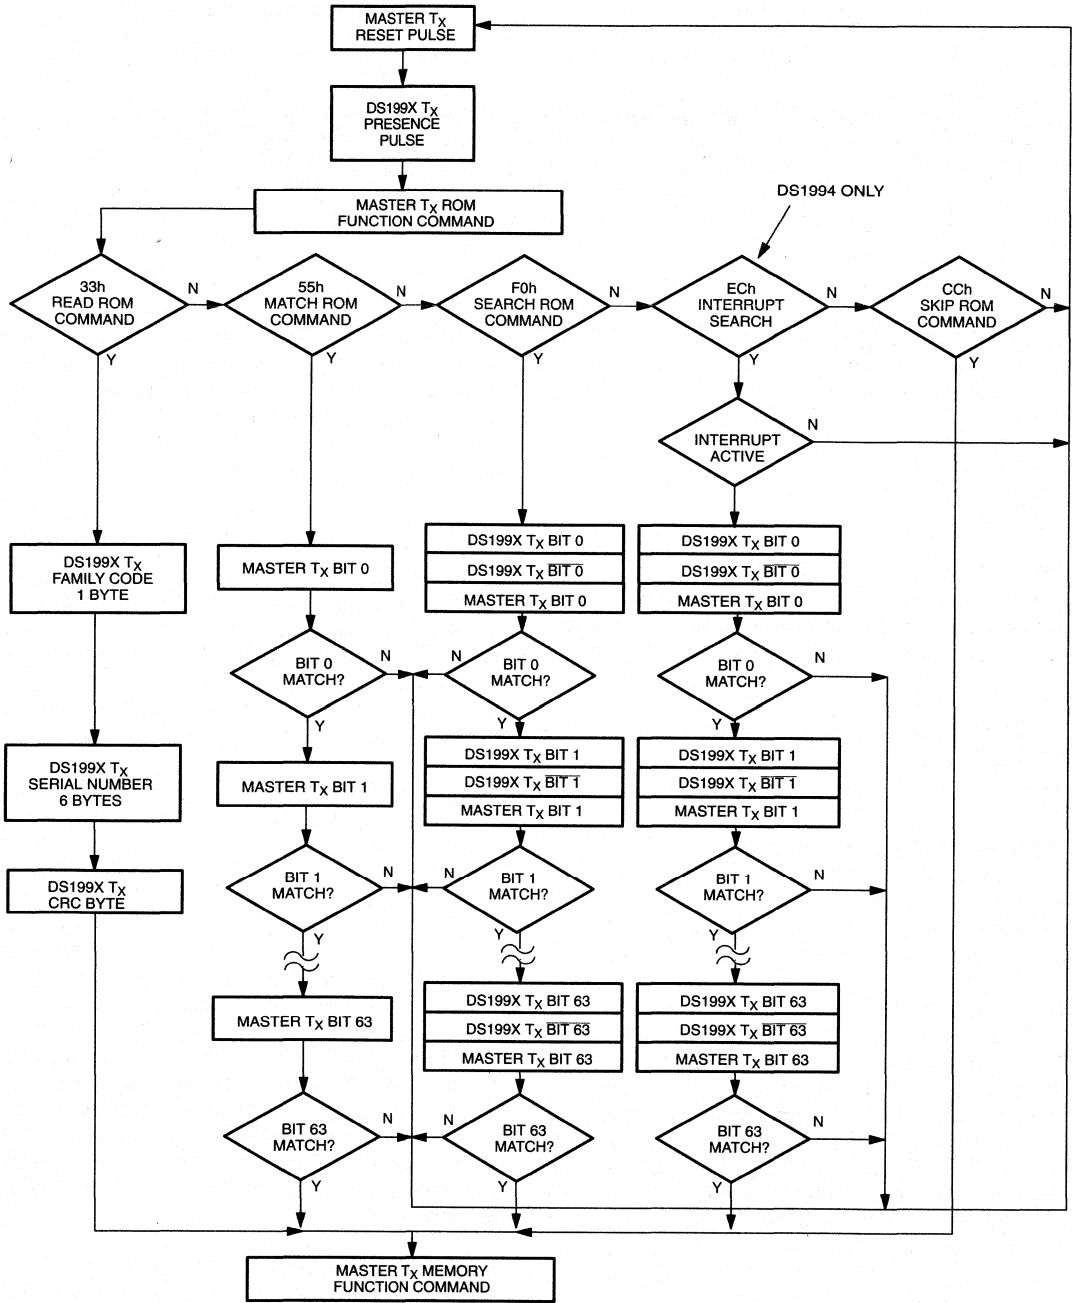 MASTER TX
RESET PULSE
DS199X TX
PRESENCE
PULSE
MASTER TX ROM
FUNCTION COMMAND
DS1994 ONLY
33h
READ ROM
COMMAND
N
Y
55h
MATCH ROM
COMMAND
N
Y
F0h
SEARCH ROM
COMMAND
N
Y
ECh
INTERRUPT
SEARCH
N
Y
CCh
SKIP ROM
COMMAND
N
Y
INTERRUPT
ACTIVE
N
DS199X TX
FAMILY CODE
1 BYTE
MASTER TX BIT 0
DS199X TX BIT 0
DS199X TX BIT 0
MASTER TX BIT 0
DS199X TX BIT 0
DS199X TX BIT 0
MASTER TX BIT 0
BIT 0
MATCH?
N
Y
BIT 0
MATCH?
N
Y
BIT 0
MATCH?
N
Y
DS199X TX
SERIAL NUMBER
6 BYTES
MASTER TX BIT 1
DS199X TX BIT 1
DS199X TX BIT 1
MASTER TX BIT 1
DS199X TX BIT 1
DS199X TX BIT 1
MASTER TX BIT 1
DS199X TX
CRC BYTE
BIT 1
MATCH?
N
Y
BIT 1
MATCH?
N
Y
BIT 1
MATCH?
N
Y
MASTER TX BIT 63
DS199X TX BIT 63
DS199X TX BIT 63
MASTER TX BIT 63
DS199X TX BIT 63
DS199X TX BIT 63
MASTER TX BIT 63
BIT 63
MATCH?
N
Y
BIT 63
MATCH?
N
Y
BIT 63
MATCH?
N
Y
MASTER TX MEMORY
FUNCTION COMMAND